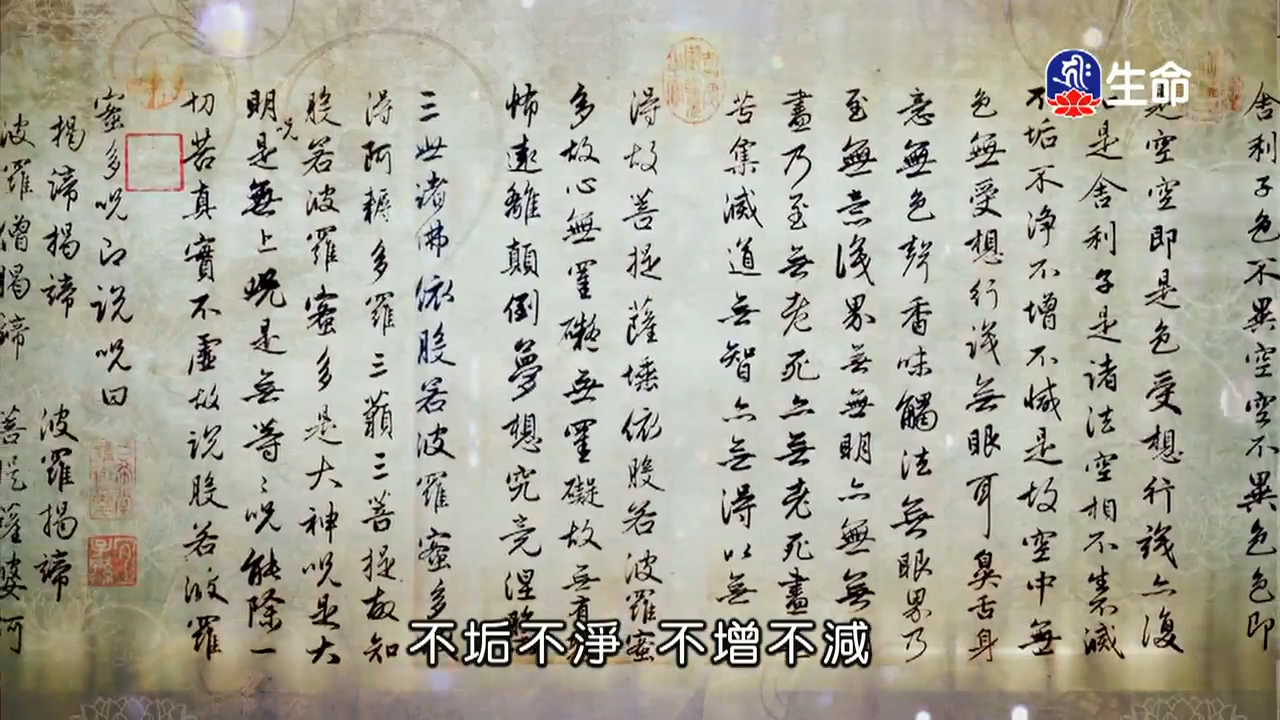 舍利子色不異空空不異色色即
是空空即是色受想行識亦復
是舍利子是諸法空相不生不滅
不垢不淨不增不減是故空中無
色無受想行識無眼耳鼻舌身
意無色聲香味觸法無眼界乃
至無意識界無無明亦無無
盡乃至無老死亦無老死盡
苦集滅道無智亦無得以無
得故菩提薩埵依般若波羅蜜
多故心無罣礙無罣礙故無有
怖遠離顛倒夢想究竟涅槃
三世諸佛依般若波羅蜜多
得阿耨多羅三藐三菩提故知
般若波羅蜜多是大神呪是大
明呪是無上呪是無等〻呪能除一
切苦真實不虛故說般若波羅
蜜多呪即說呪曰
揭諦揭諦 波羅揭諦
波羅僧揭諦 菩提薩婆訶
生命
不垢不淨 不增不減